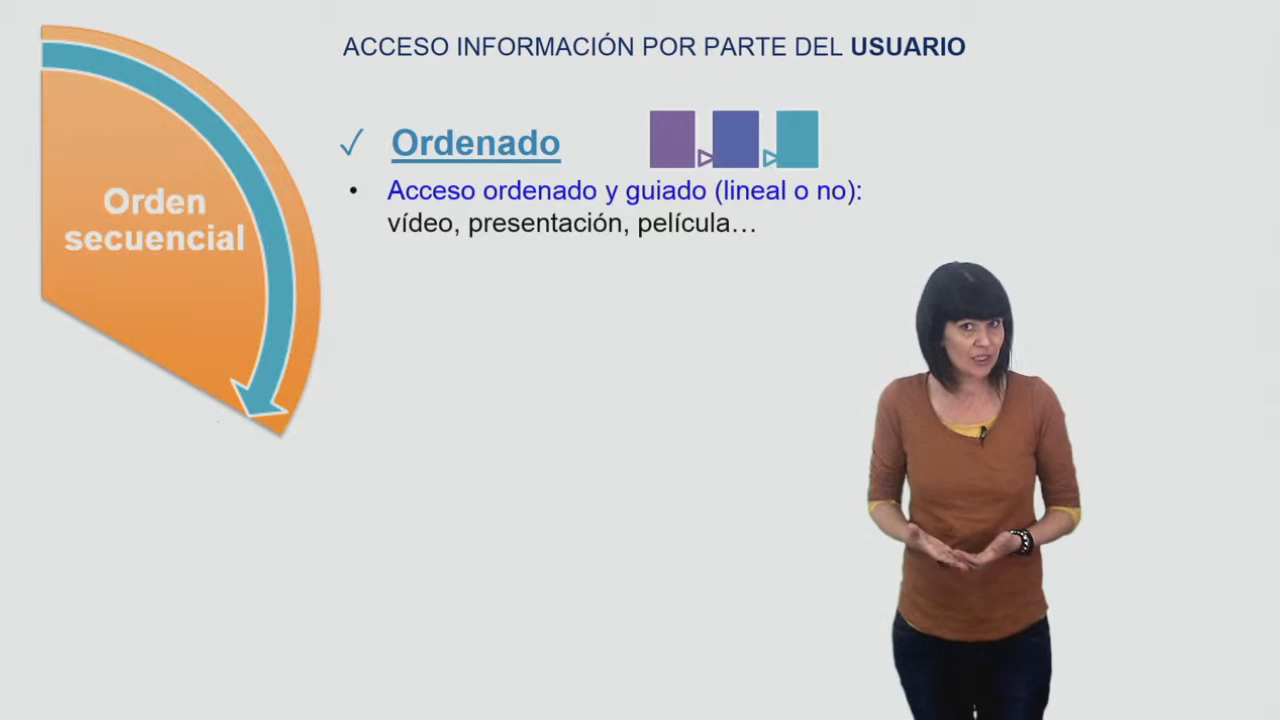 ACCESO INFORMACIÓN POR PARTE DEL USUARIO
✓ Ordenado
• Acceso ordenado y guiado (lineal o no):
vídeo, presentación, película…
Orden
secuencial